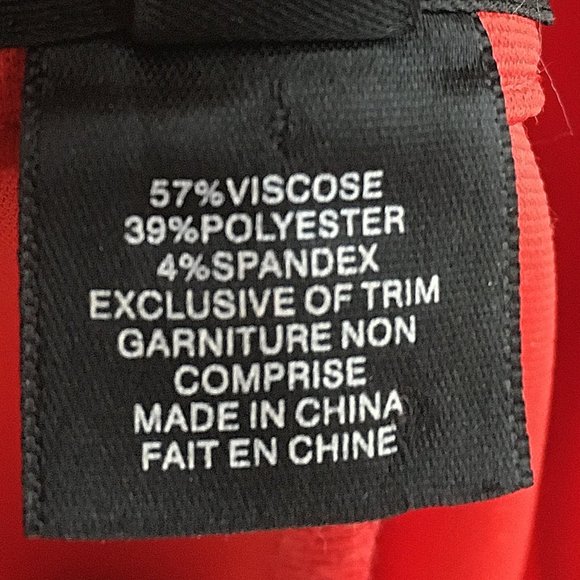 57%VISCOSE
39%POLYESTER
4%SPANDEX
EXCLUSIVE OF TRIM
GARNITURE NON
COMPRISE
MADE IN CHINA
FAIT EN CHINE